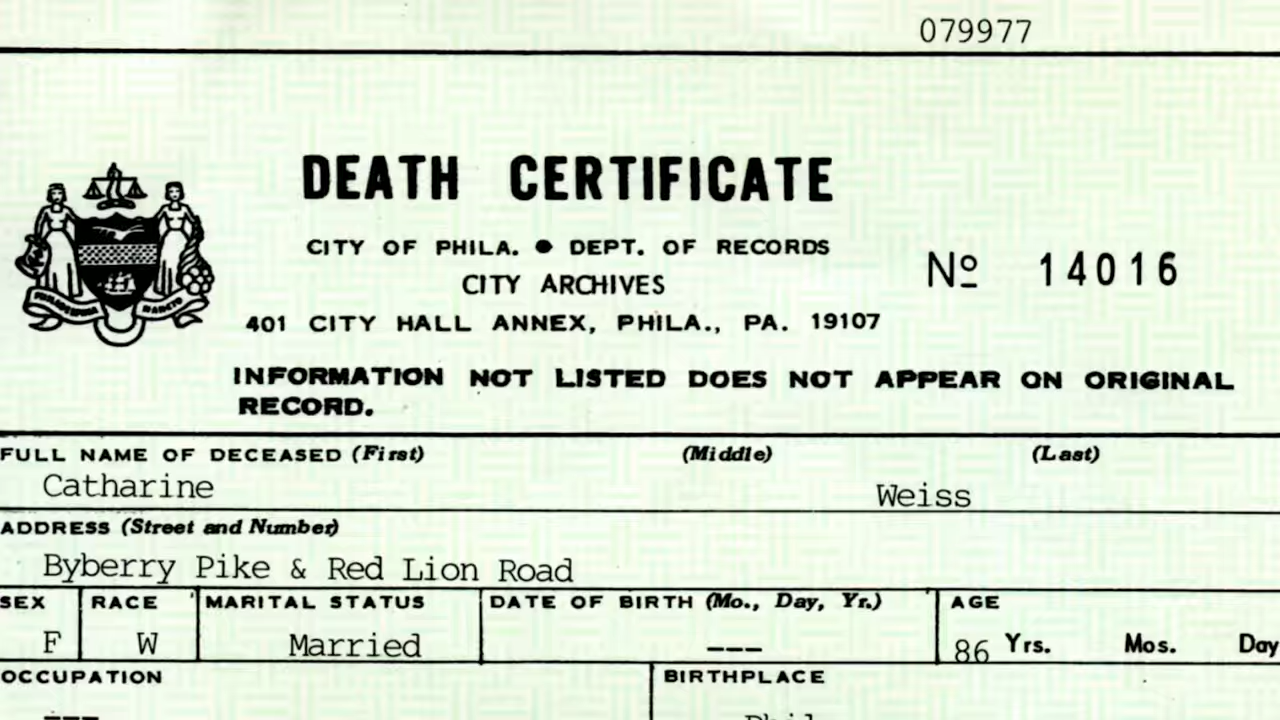 079977
DEATH CERTIFICATE
CITY OF PHILA. ● DEPT. OF RECORDS
CITY ARCHIVES
Nº 14016
401 CITY HALL ANNEX, PHILA., PA. 19107
INFORMATION NOT LISTED DOES NOT APPEAR ON ORIGINAL
RECORD.
FULL NAME OF DECEASED (First) (Middle) (Last)
Catharine Weiss
ADDRESS (Street and Number)
Byberry Pike & Red Lion Road
SEX RACE MARITAL STATUS DATE OF BIRTH (Mo., Day, Yr.) AGE
F W Married --- 86 Yrs. Mos. Day
OCCUPATION BIRTHPLACE
---